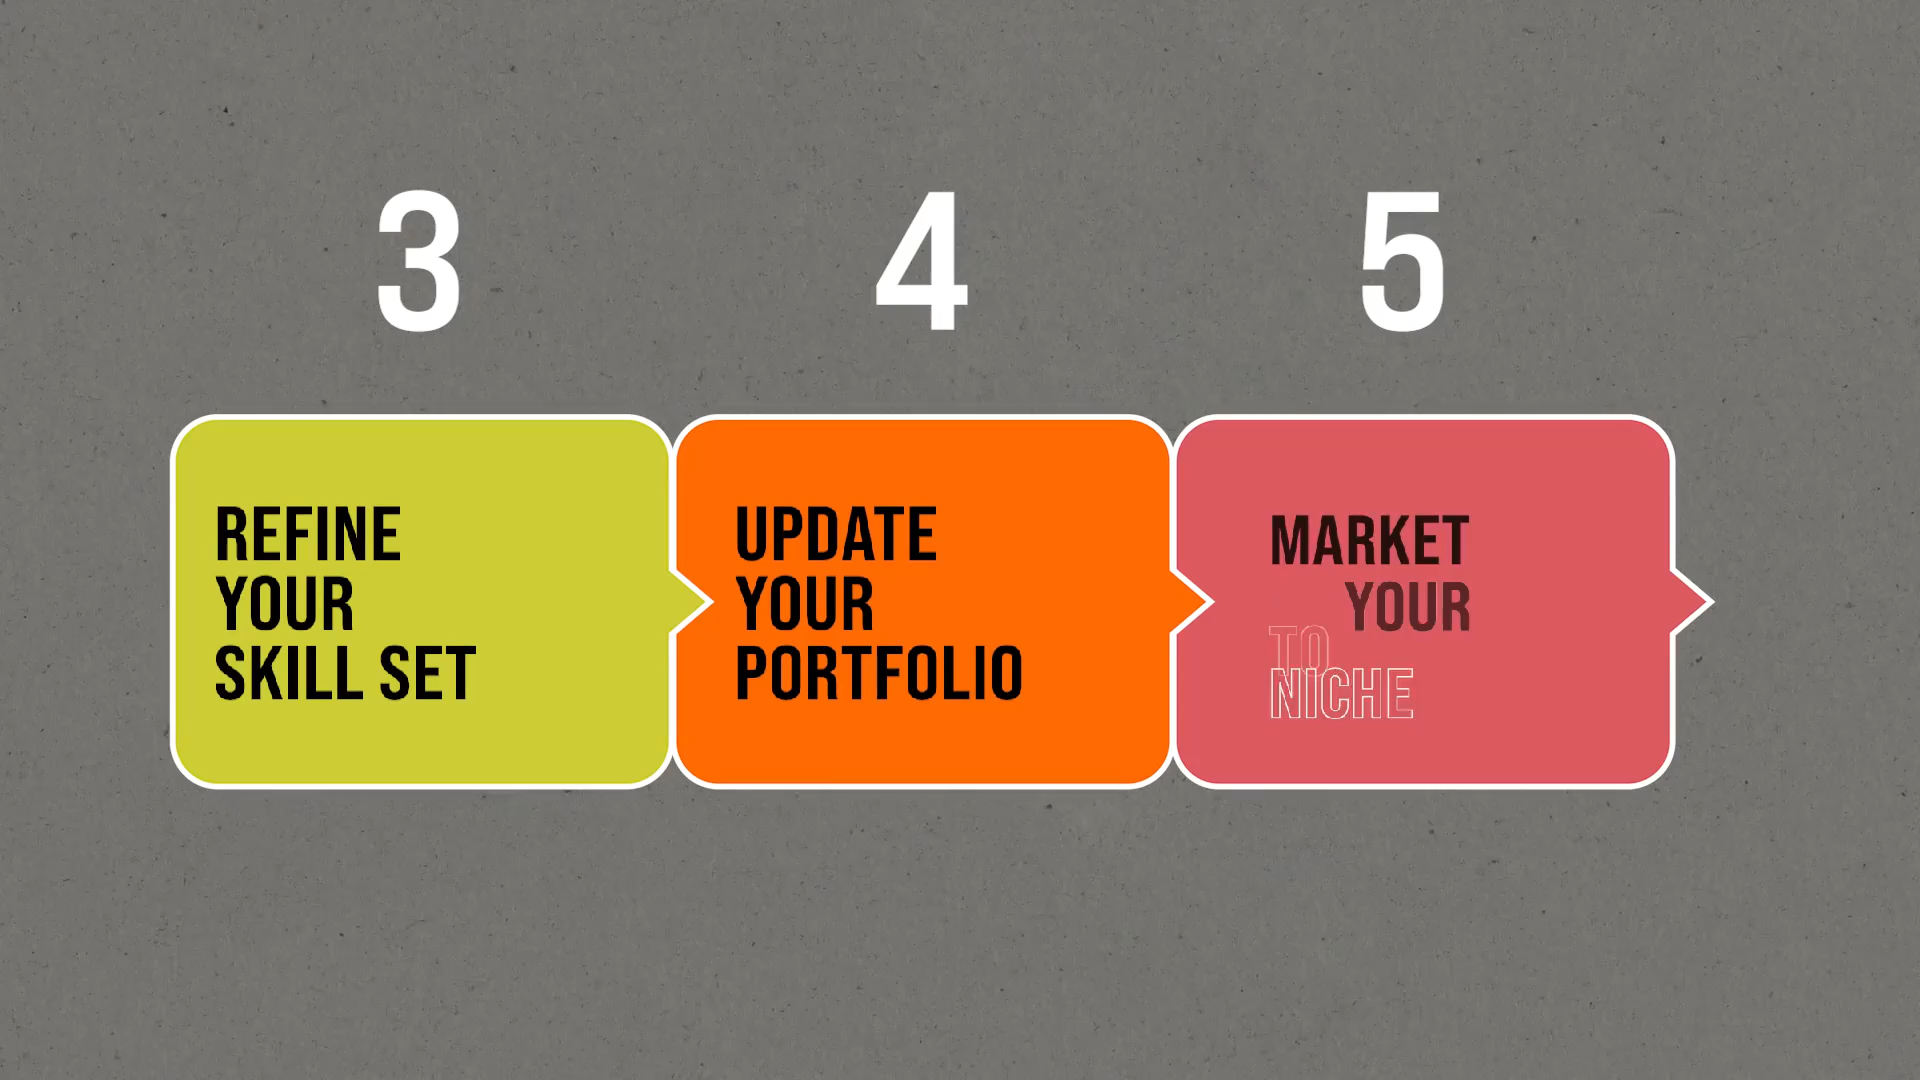 3
4
5
REFINE
YOUR
SKILL SET
UPDATE
YOUR
PORTFOLIO
MARKET
YOUR
TO
NICHE